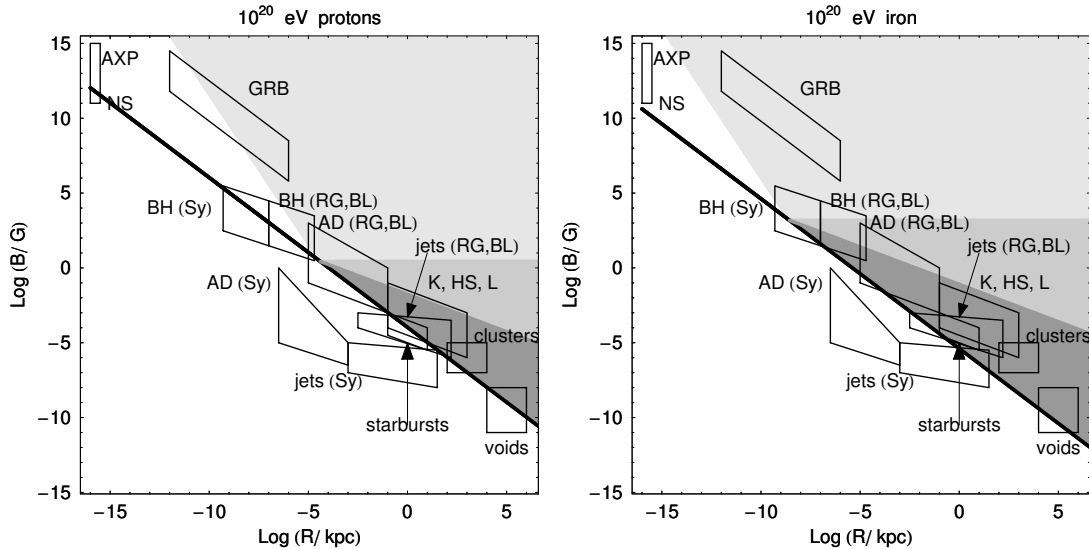 10^20 eV protons
15
10
5
0
−5
−10
−15
Log (B/ G)
AXP
NS
GRB
BH (Sy)
BH (RG,BL)
AD (RG,BL)
jets (RG,BL)
AD (Sy)
K, HS, L
clusters
jets (Sy)
starbursts
voids
−15
−10
−5
0
5
Log (R/ kpc)
10^20 eV iron
15
10
5
0
−5
−10
−15
Log (B/ G)
AXP
NS
GRB
BH (Sy)
BH (RG,BL)
AD (RG,BL)
jets (RG,BL)
AD (Sy)
K, HS, L
clusters
jets (Sy)
starbursts
voids
−15
−10
−5
0
5
Log (R/ kpc)